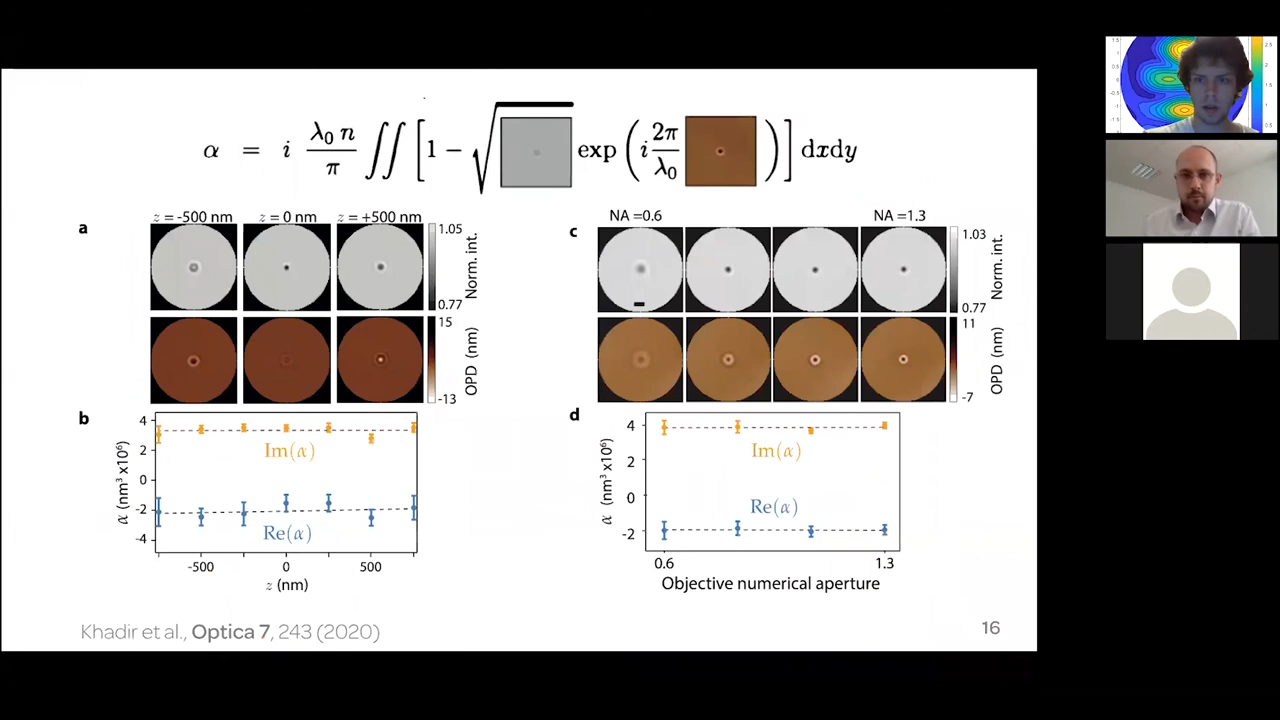 α = i λ₀ n / π ∬ [1 − √ exp (i 2π / λ₀ )] dxdy
a
z = -500 nm z = 0 nm z = +500 nm
1.05
Norm. int.
0.77
15
OPD (nm)
-13
b
4
2
0
-2
-4
α (nm³ x10⁶)
Im(α)
Re(α)
-500 0 500
z (nm)
c
NA =0.6 NA =1.3
1.03
Norm. int.
0.77
11
OPD (nm)
-7
d
4
2
0
-2
α (nm³ x10⁶)
Im(α)
Re(α)
0.6 1.3
Objective numerical aperture
Khadir et al., Optica 7, 243 (2020)
16